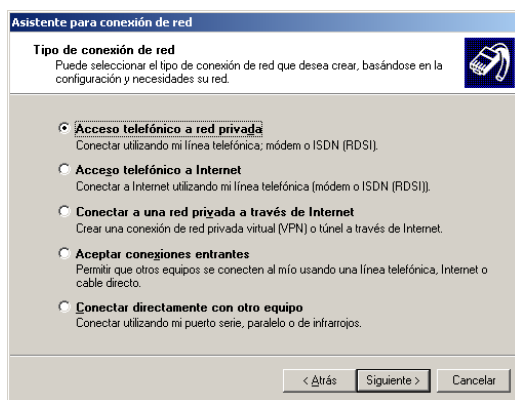 Asistente para conexión de red
Tipo de conexión de red
Puede seleccionar el tipo de conexión de red que desea crear, basándose en la
configuración y necesidades su red.
Acceso telefónico a red privada
Conectar utilizando mi línea telefónica; módem o ISDN (RDSI).
Acceso telefónico a Internet
Conectar a Internet utilizando mi línea telefónica (módem o ISDN (RDSI)).
Conectar a una red privada a través de Internet
Crear una conexión de red privada virtual (VPN) o túnel a través de Internet.
Aceptar conexiones entrantes
Permitir que otros equipos se conecten al mío usando una línea telefónica, Internet o
cable directo.
Conectar directamente con otro equipo
Conectar utilizando mi puerto serie, paralelo o de infrarrojos.
< Atrás Siguiente > Cancelar